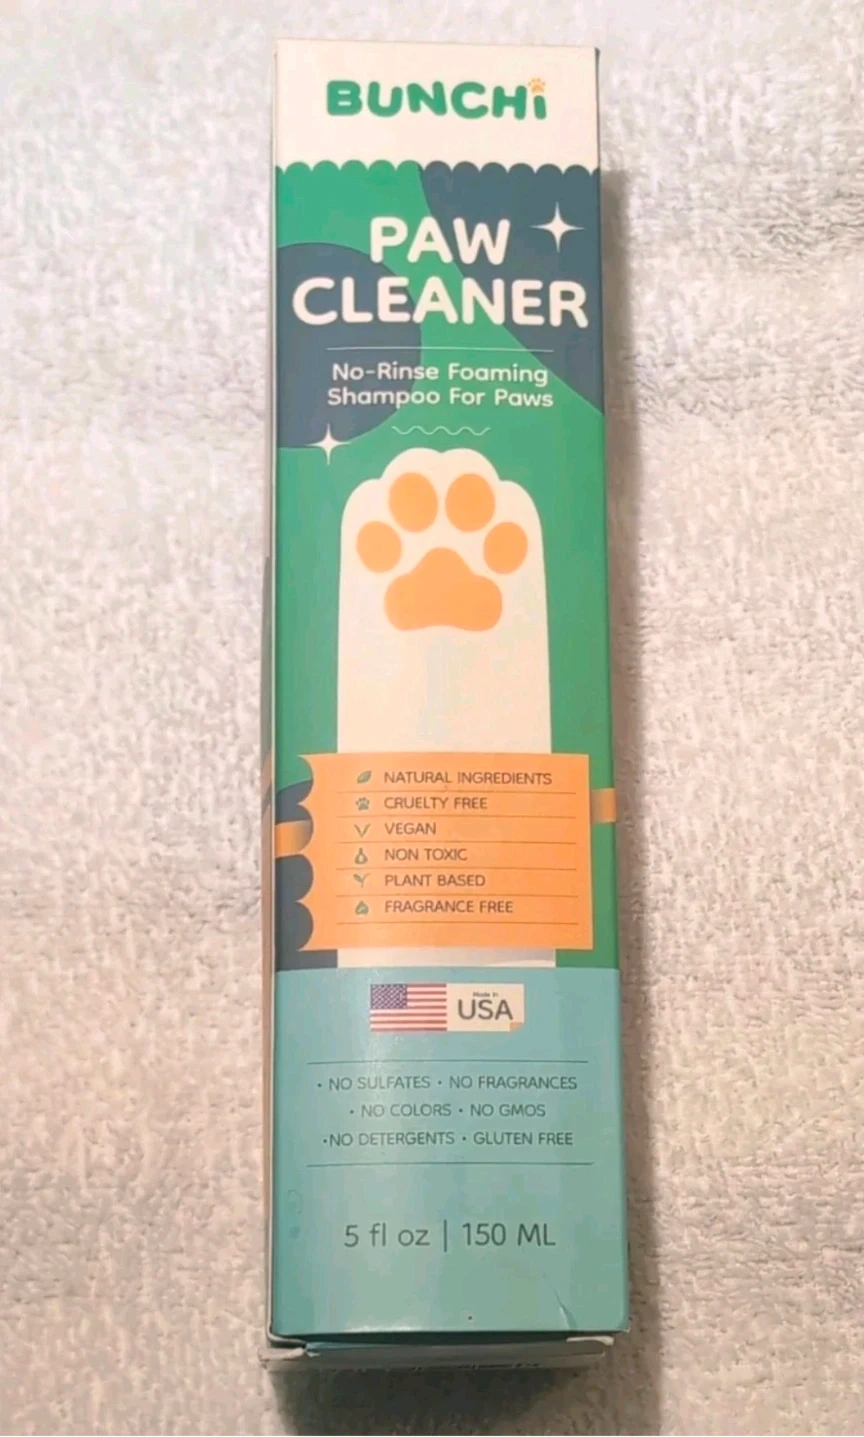 BUNCHi
PAW
CLEANER
No-Rinse Foaming
Shampoo For Paws
NATURAL INGREDIENTS
CRUELTY FREE
VEGAN
NON TOXIC
PLANT BASED
FRAGRANCE FREE
Made in
USA
• NO SULFATES • NO FRAGRANCES
• NO COLORS • NO GMOS
•NO DETERGENTS • GLUTEN FREE
5 fl oz | 150 ML